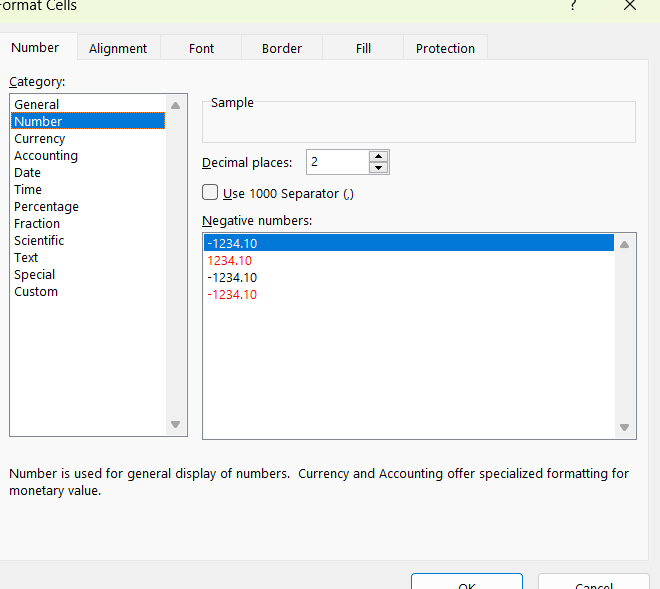 Format Cells
?
Number Alignment Font Border Fill Protection
Category:
General
Number
Currency
Accounting
Date
Time
Percentage
Fraction
Scientific
Text
Special
Custom
Sample
Decimal places: 2
Use 1000 Separator (,)
Negative numbers:
-1234.10
1234.10
-1234.10
-1234.10
Number is used for general display of numbers. Currency and Accounting offer specialized formatting for
monetary value.
OK Cancel